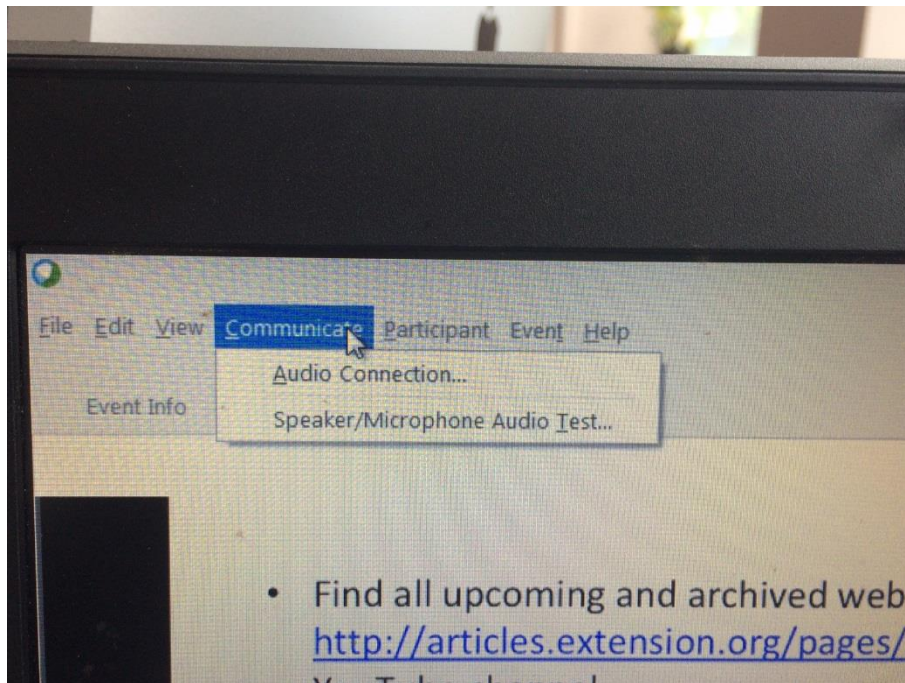 File Edit View Communicate Participant Event Help
Audio Connection...
Event Info
Speaker/Microphone Audio Test...
• Find all upcoming and archived web
http://articles.extension.org/pages/